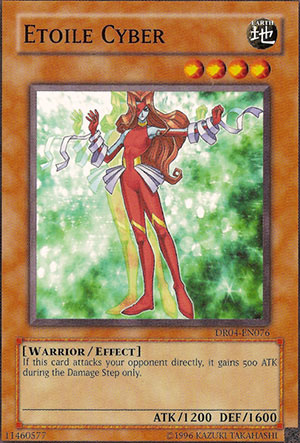 ETOILE CYBER
EARTH
地
DR04-EN076
[WARRIOR/EFFECT]
If this card attacks your opponent directly, it gains 500 ATK
during the Damage Step only.
ATK/1200 DEF/1600
11460577
©1996 KAZUKI TAKAHASHI